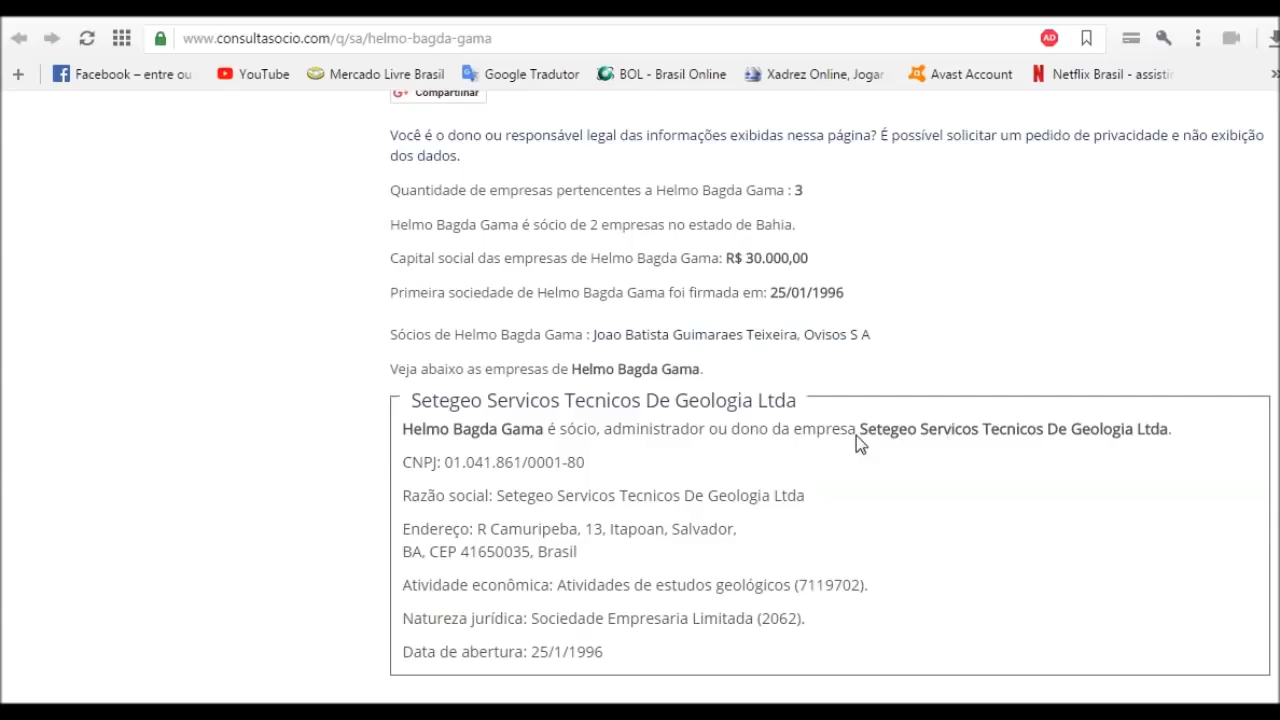 www.consultasocio.com/q/sa/helmo-bagda-gama
AD
Facebook – entre ou
YouTube
Mercado Livre Brasil
Google Tradutor
BOL - Brasil Online
Xadrez Online, Jogar
Avast Account
Netflix Brasil - assistir
G+ Compartilhar
Você é o dono ou responsável legal das informações exibidas nessa página? É possível solicitar um pedido de privacidade e não exibição
dos dados.
Quantidade de empresas pertencentes a Helmo Bagda Gama : 3
Helmo Bagda Gama é sócio de 2 empresas no estado de Bahia.
Capital social das empresas de Helmo Bagda Gama: R$ 30.000,00
Primeira sociedade de Helmo Bagda Gama foi firmada em: 25/01/1996
Sócios de Helmo Bagda Gama : Joao Batista Guimaraes Teixeira, Ovisos S A
Veja abaixo as empresas de Helmo Bagda Gama.
Setegeo Servicos Tecnicos De Geologia Ltda
Helmo Bagda Gama é sócio, administrador ou dono da empresa Setegeo Servicos Tecnicos De Geologia Ltda.
CNPJ: 01.041.861/0001-80
Razão social: Setegeo Servicos Tecnicos De Geologia Ltda
Endereço: R Camuripeba, 13, Itapoan, Salvador,
BA, CEP 41650035, Brasil
Atividade econômica: Atividades de estudos geológicos (7119702).
Natureza jurídica: Sociedade Empresaria Limitada (2062).
Data de abertura: 25/1/1996